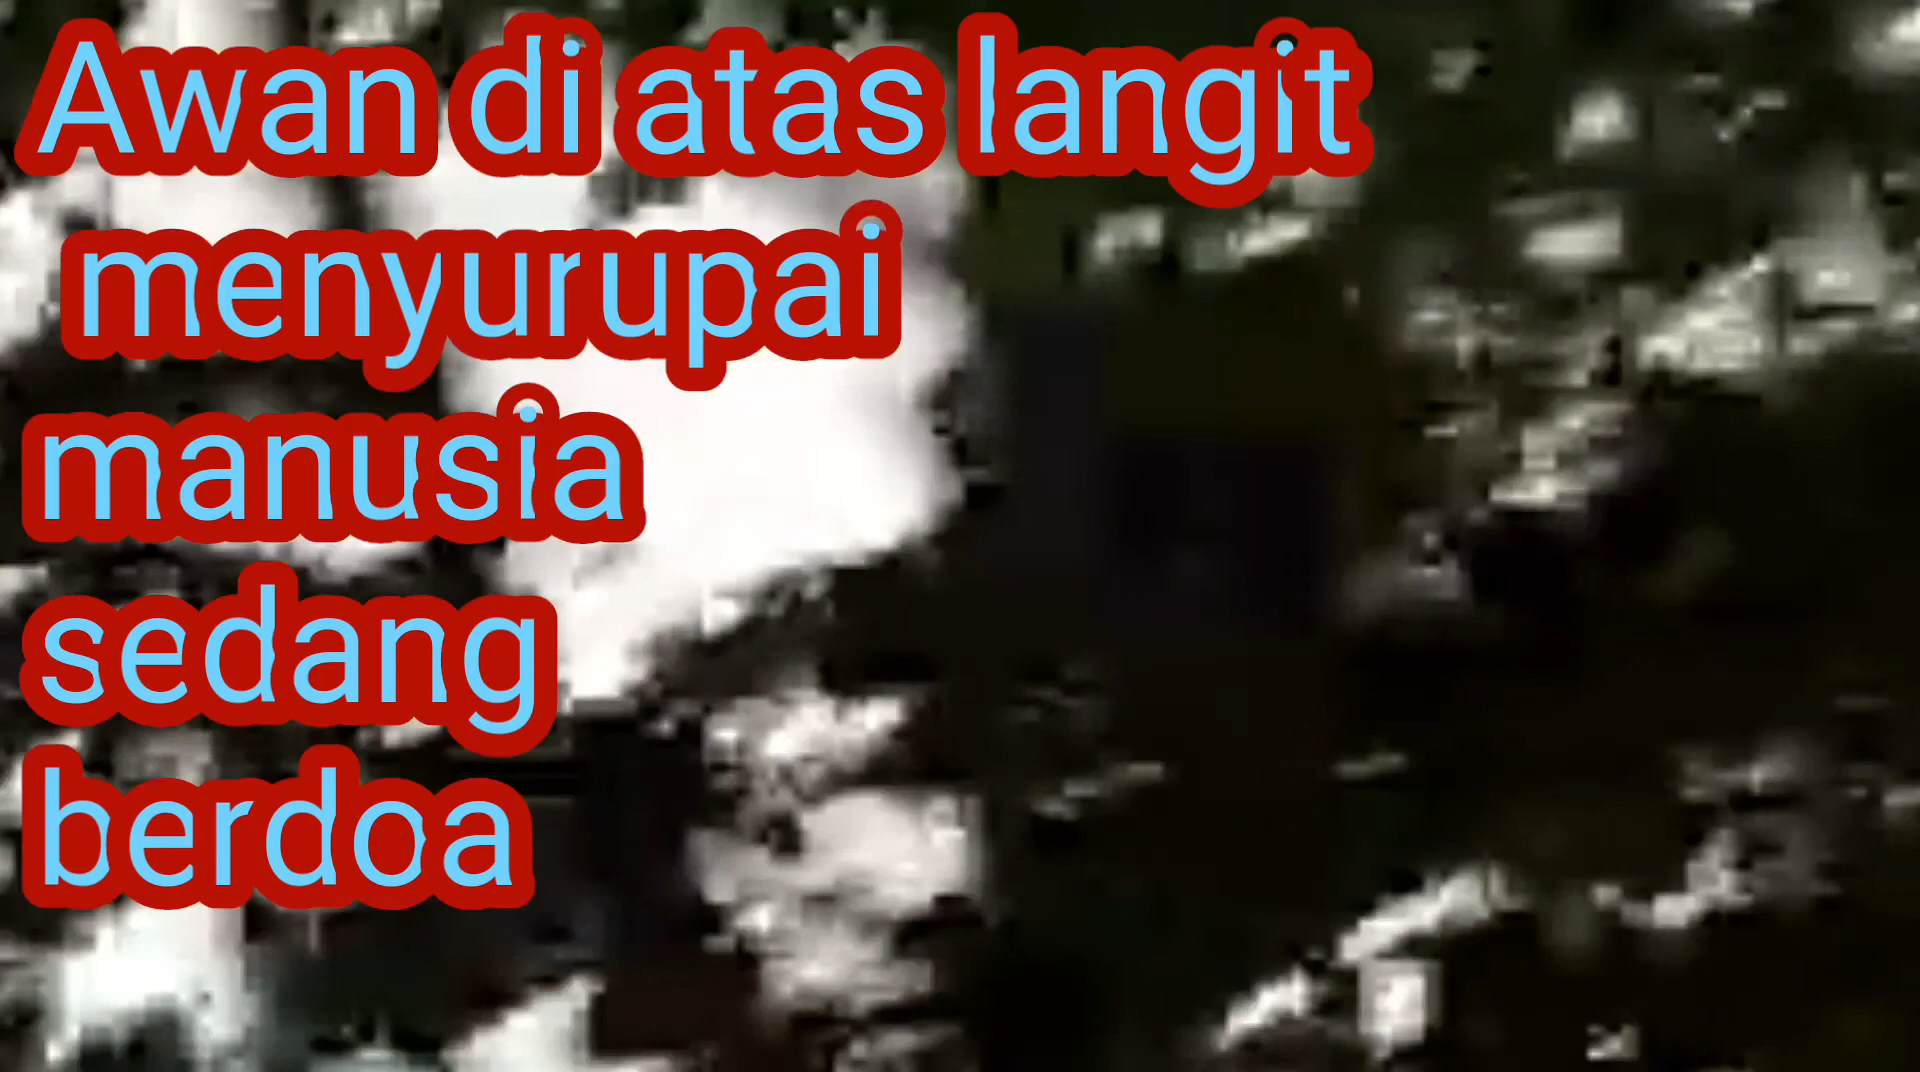 Awan di atas langit
menyurupai
manusia
sedang
berdoa